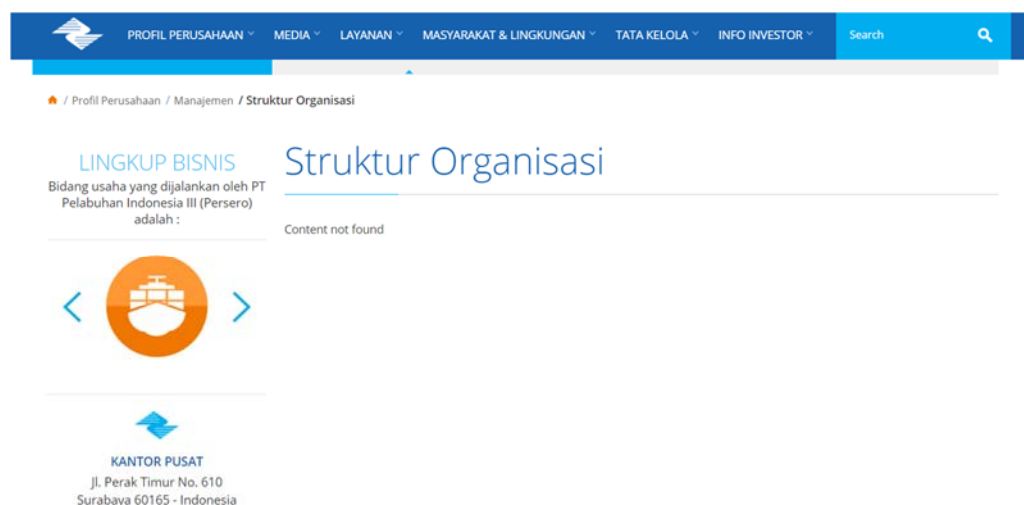 PROFIL PERUSAHAAN MEDIA LAYANAN MASYARAKAT & LINGKUNGAN TATA KELOLA INFO INVESTOR Search
/ Profil Perusahaan / Manajemen / Struktur Organisasi
LINGKUP BISNIS
Bidang usaha yang dijalankan oleh PT
Pelabuhan Indonesia III (Persero)
adalah :
Struktur Organisasi
Content not found
KANTOR PUSAT
Jl. Perak Timur No. 610
Surabaya 60165 - Indonesia